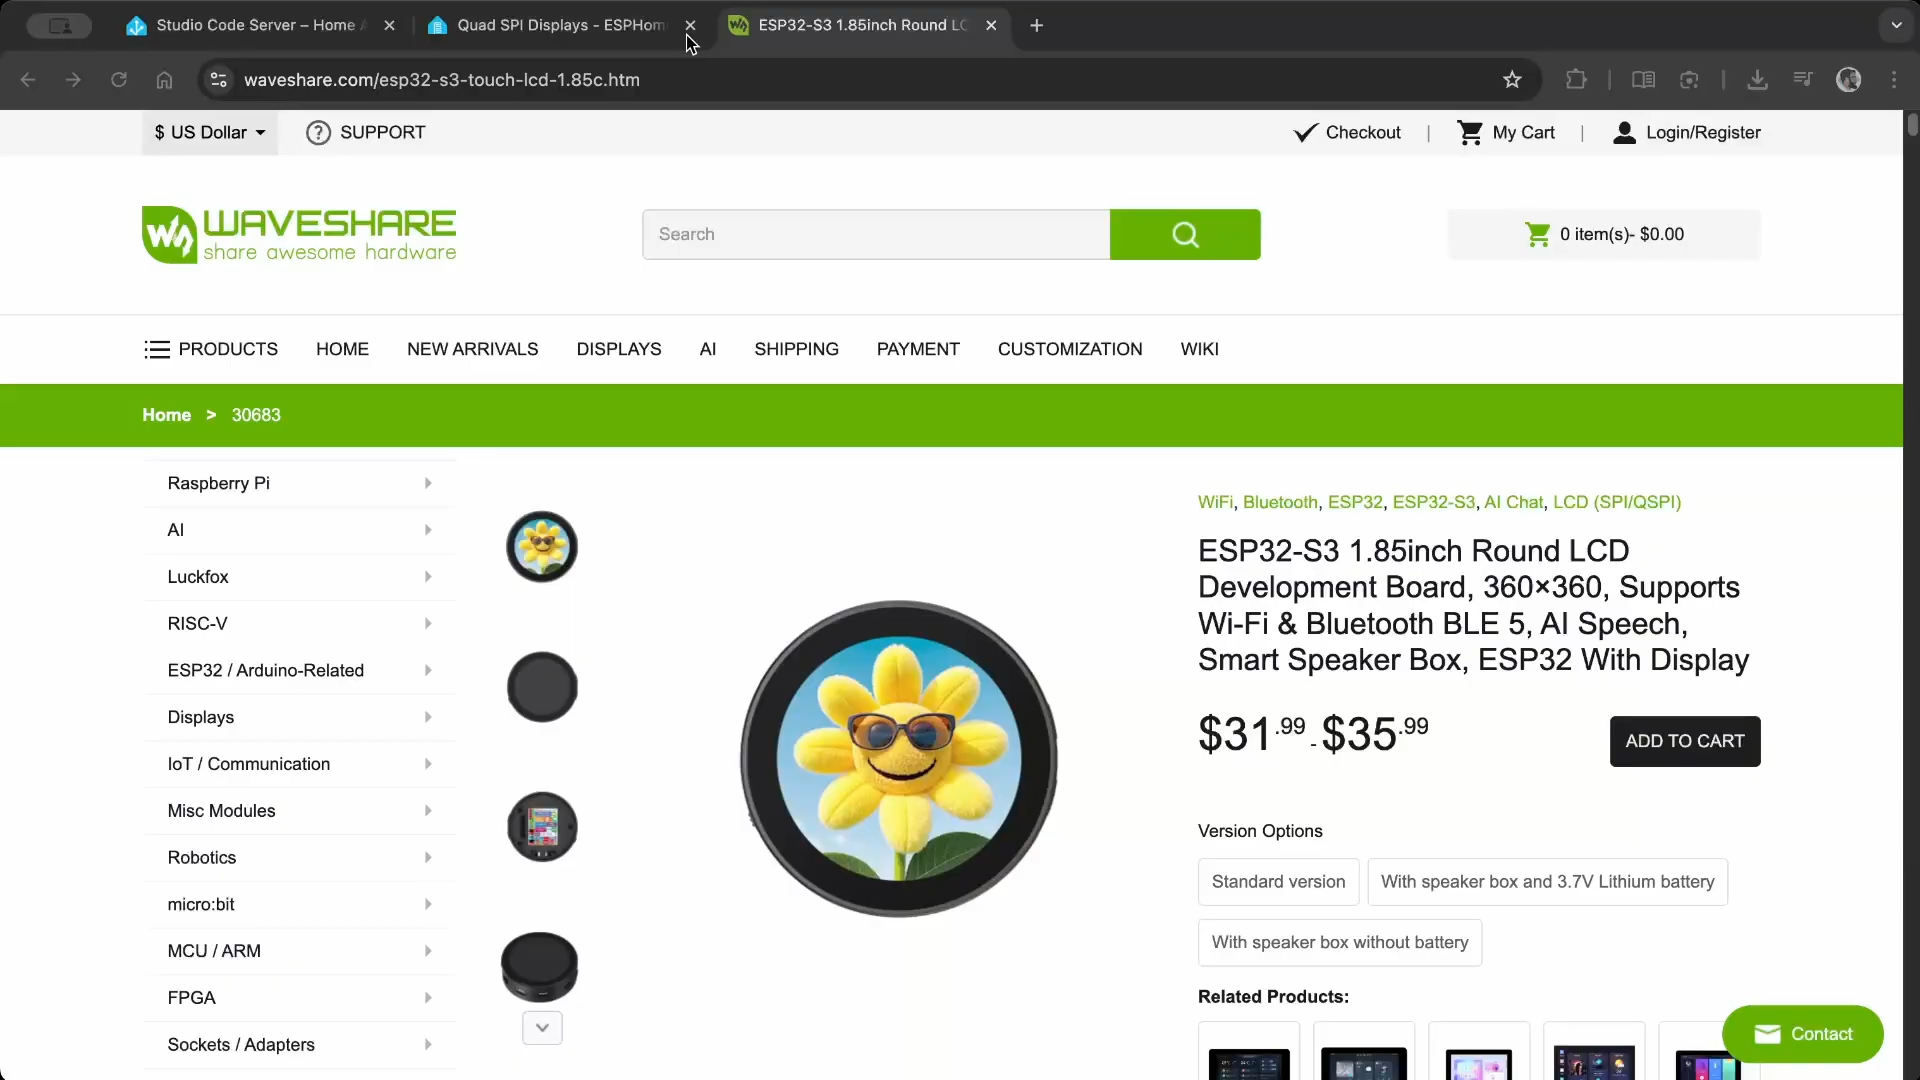 Studio Code Server – Home A
Quad SPI Displays - ESPHom
ESP32-S3 1.85inch Round LC
waveshare.com/esp32-s3-touch-lcd-1.85c.htm
$ US Dollar
SUPPORT
Checkout
|
My Cart
|
Login/Register
WAVESHARE
share awesome hardware
Search
0 item(s)- $0.00
PRODUCTS
HOME
NEW ARRIVALS
DISPLAYS
AI
SHIPPING
PAYMENT
CUSTOMIZATION
WIKI
Home > 30683
Raspberry Pi
AI
Luckfox
RISC-V
ESP32 / Arduino-Related
Displays
IoT / Communication
Misc Modules
Robotics
micro:bit
MCU / ARM
FPGA
Sockets / Adapters
WiFi, Bluetooth, ESP32, ESP32-S3, AI Chat, LCD (SPI/QSPI)
ESP32-S3 1.85inch Round LCD
Development Board, 360×360, Supports
Wi-Fi & Bluetooth BLE 5, AI Speech,
Smart Speaker Box, ESP32 With Display
$31.99 - $35.99
ADD TO CART
Version Options
Standard version
With speaker box and 3.7V Lithium battery
With speaker box without battery
Related Products:
Contact